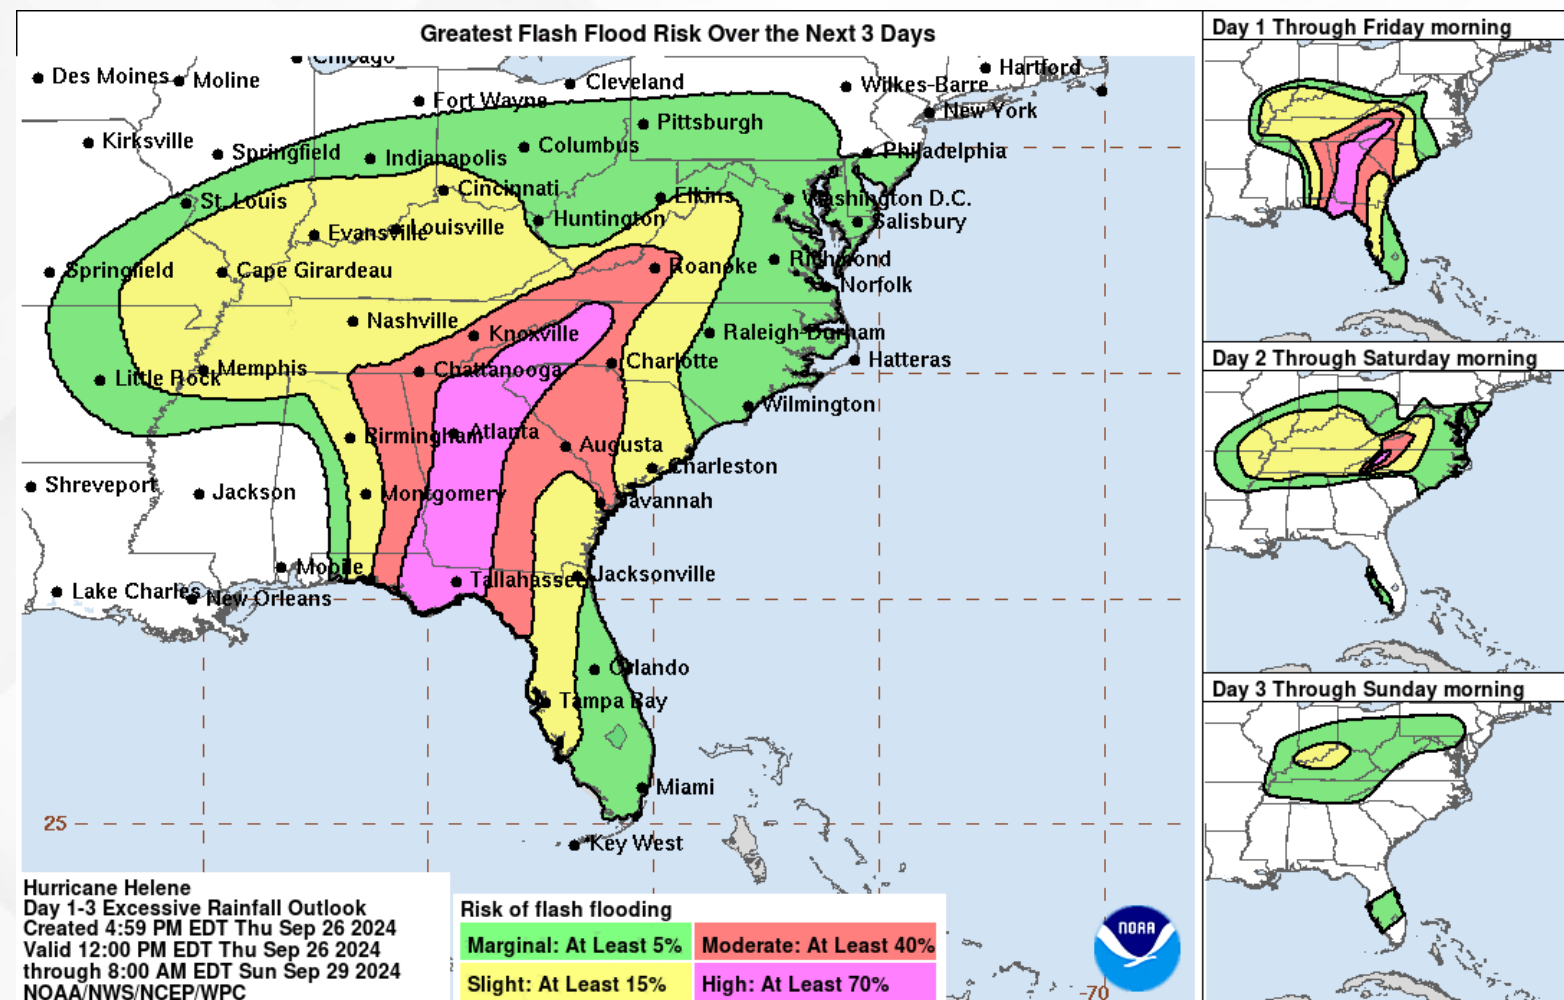 Greatest Flash Flood Risk Over the Next 3 Days
Chicago
Des Moines
Moline
Fort Wayne
Cleveland
Wilkes-Barre
Hartford
New York
Kirksville
Springfield
Indianapolis
Columbus
Pittsburgh
Philadelphia
St. Louis
Cincinnati
Elkins
Washington D.C.
Evansville
Louisville
Huntington
Salisbury
Springfield
Cape Girardeau
Roanoke
Richmond
Norfolk
Nashville
Knoxville
Raleigh-Durham
Hatteras
Little Rock
Memphis
Chattanooga
Charlotte
Wilmington
Birmingham
Atlanta
Augusta
Charleston
Shreveport
Jackson
Montgomery
Savannah
Mobile
Tallahassee
Jacksonville
Lake Charles
New Orleans
Orlando
Tampa Bay
Miami
25
Key West
-70
Hurricane Helene
Day 1-3 Excessive Rainfall Outlook
Created 4:59 PM EDT Thu Sep 26 2024
Valid 12:00 PM EDT Thu Sep 26 2024
through 8:00 AM EDT Sun Sep 29 2024
NOAA/NWS/NCEP/WPC
Risk of flash flooding
Marginal: At Least 5%
Moderate: At Least 40%
Slight: At Least 15%
High: At Least 70%
NOAA
Day 1 Through Friday morning
Day 2 Through Saturday morning
Day 3 Through Sunday morning